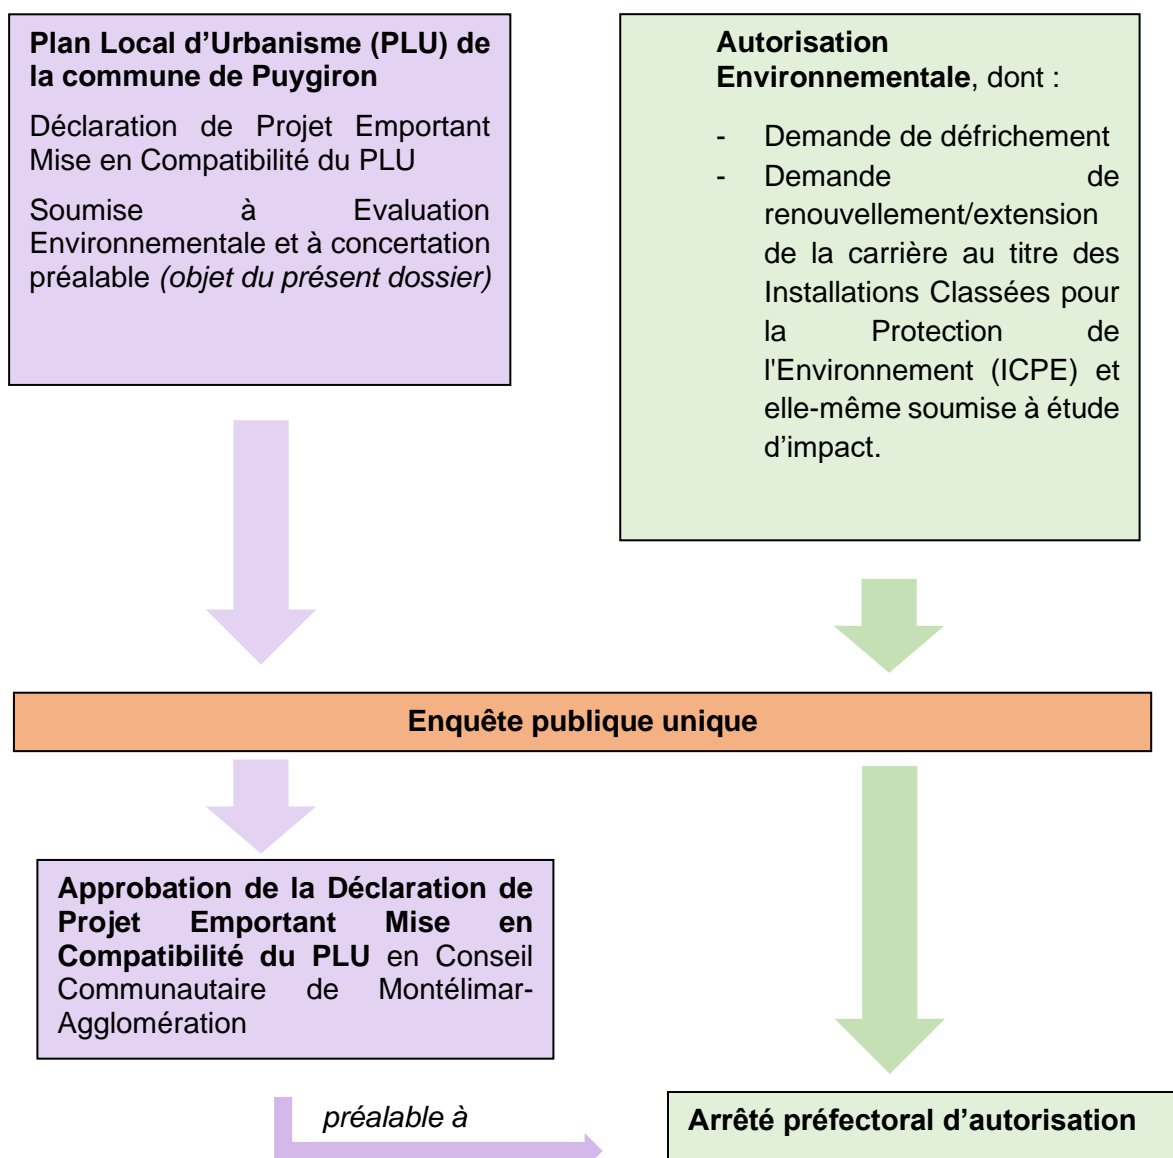 Plan Local d'Urbanisme (PLU) de
la commune de Puygiron
Déclaration de Projet Emportant
Mise en Compatibilité du PLU
Soumise à Evaluation
Environnementale et à concertation
préalable (objet du présent dossier)
Autorisation
Environnementale, dont :
- Demande de défrichement
- Demande de
renouvellement/extension
de la carrière au titre des
Installations Classées pour
la Protection de
l'Environnement (ICPE) et
elle-même soumise à étude
d'impact.
Enquête publique unique
Approbation de la Déclaration de
Projet Emportant Mise en
Compatibilité du PLU en Conseil
Communautaire de Montélimar-
Agglomération
préalable à
Arrêté préfectoral d'autorisation